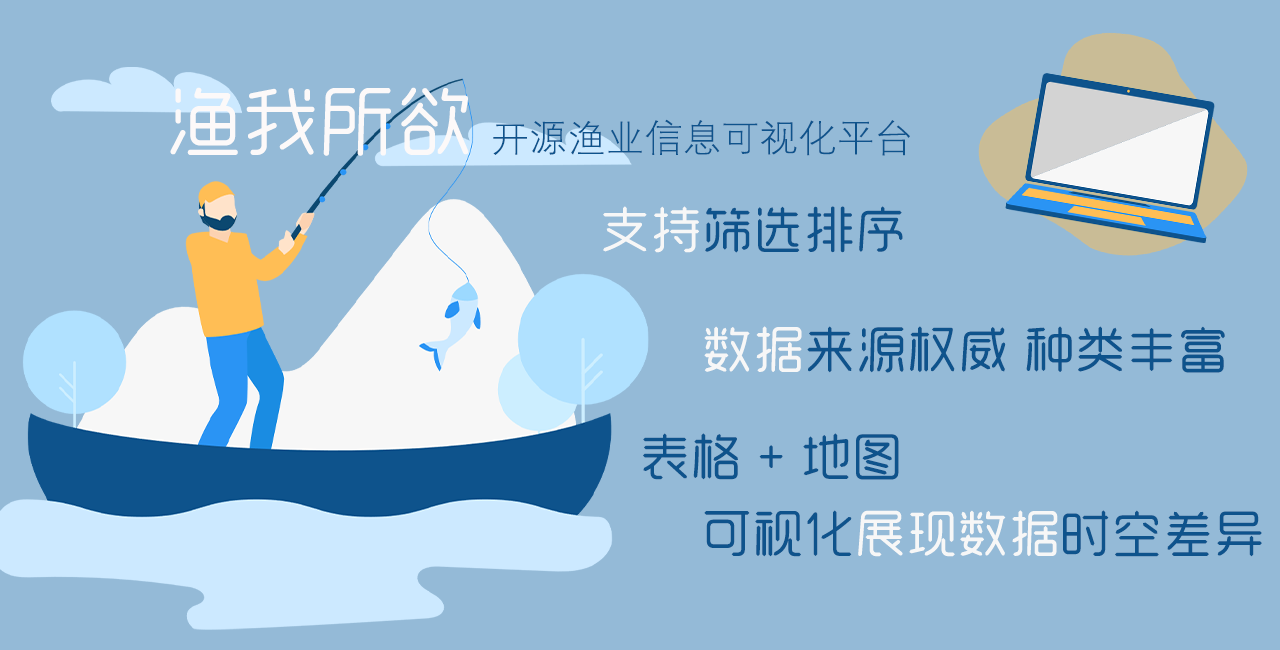 渔我所欲
开源渔业信息可视化平台
支持筛选排序
数据来源权威 种类丰富
表格 + 地图
可视化展现数据时空差异